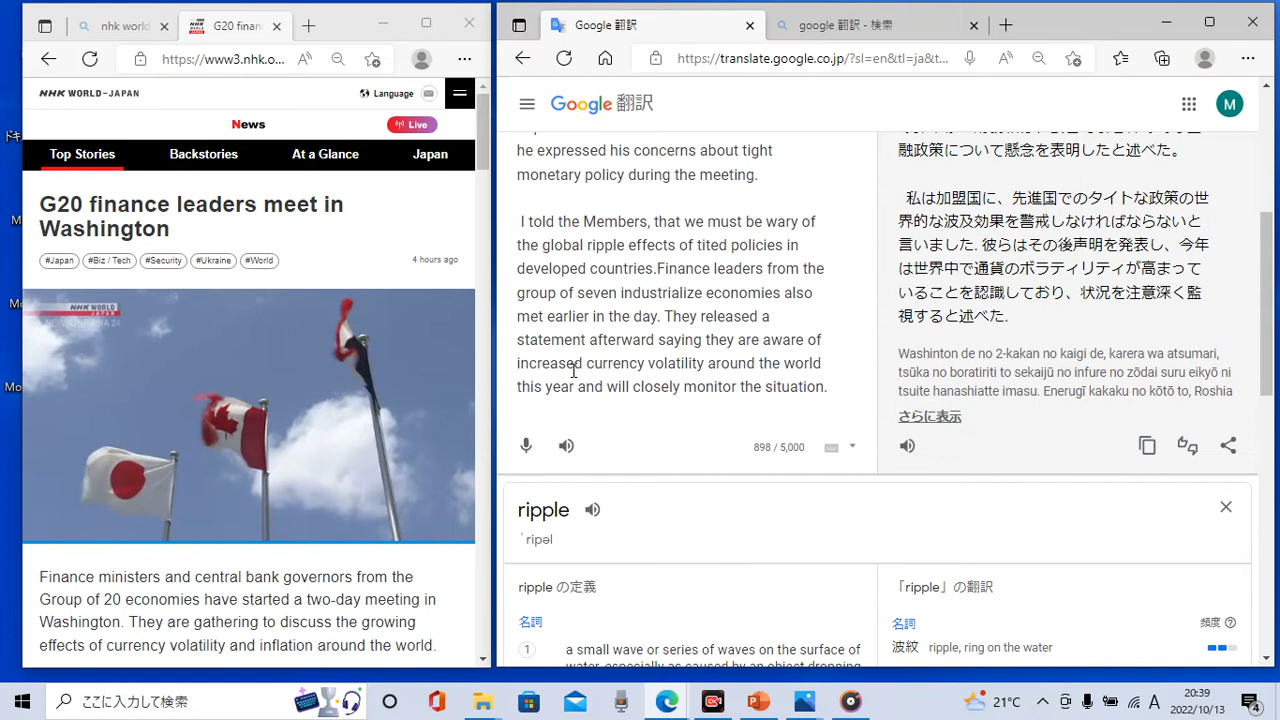 nhk world
G20 finan
https://www3.nhk.o...
NHK WORLD-JAPAN
Language
News
Live
Top Stories
Backstories
At a Glance
Japan
G20 finance leaders meet in
Washington
#Japan
#Biz / Tech
#Security
#Ukraine
#World
4 hours ago
NHK WORLD
NEWSLINE ASIA 24
Finance ministers and central bank governors from the
Group of 20 economies have started a two-day meeting in
Washington. They are gathering to discuss the growing
effects of currency volatility and inflation around the world.
Google 翻訳
google 翻訳 - 検索
https://translate.google.co.jp/?sl=en&tl=ja&t...
Google 翻訳
M
he expressed his concerns about tight
monetary policy during the meeting.
I told the Members, that we must be wary of
the global ripple effects of tited policies in
developed countries.Finance leaders from the
group of seven industrialize economies also
met earlier in the day. They released a
statement afterward saying they are aware of
increased currency volatility around the world
this year and will closely monitor the situation.
898 / 5,000
融政策について懸念を表明したと述べた。
私は加盟国に、先進国でのタイトな政策の世
界的な波及効果を警戒しなければならないと
言いました. 彼らはその後声明を発表し、今年
は世界中で通貨のボラティリティが高まって
いることを認識しており、状況を注意深く監
視すると述べた.
Washinton de no 2-kakan no kaigi de, karera wa atsumari,
tsūka no boratiriti to sekaijū no infure no zōdai suru eikyō ni
tsuite hanashiatte imasu. Enerugī kakaku no kōtō to, Roshia
さらに表示
ripple
ˈripəl
ripple の定義
名詞
1
a small wave or series of waves on the surface of
water, especially as caused by an object dropping
「ripple」の翻訳
名詞
頻度
波紋
ripple, ring on the water
ここに入力して検索
21°C
A
20:39
2022/10/13
4